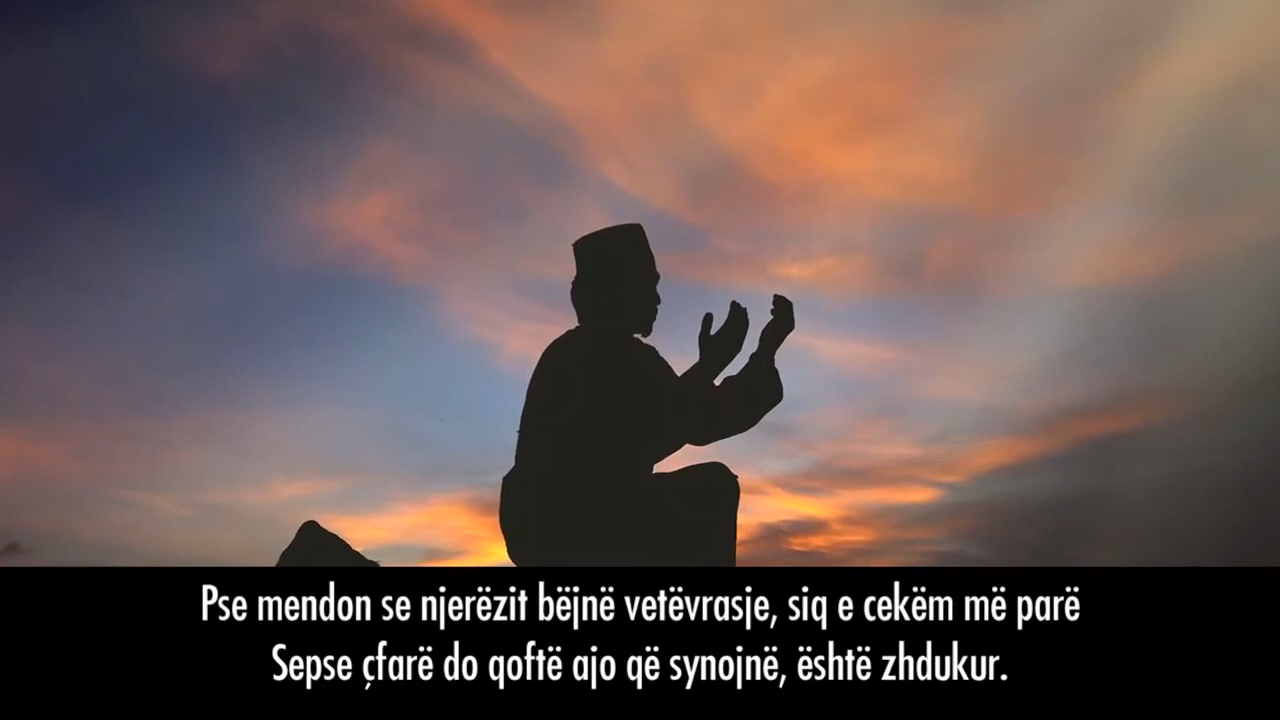 Pse mendon se njerëzit bëjnë vetëvrasje, siq e cekëm më parë
Sepse çfarë do qoftë ajo që synojnë, është zhdukur.